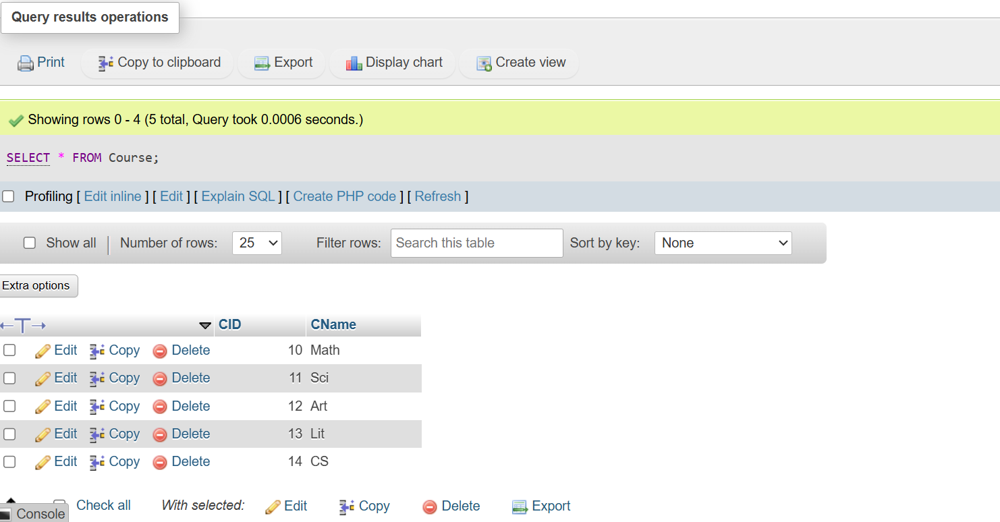 Query results operations
Print Copy to clipboard Export Display chart Create view
Showing rows 0 - 4 (5 total, Query took 0.0006 seconds.)
SELECT * FROM Course;
Profiling [ Edit inline ] [ Edit ] [ Explain SQL ] [ Create PHP code ] [ Refresh ]
Show all | Number of rows: 25 Filter rows: Search this table Sort by key: None
Extra options
←T→ CID CName
Edit Copy Delete 10 Math
Edit Copy Delete 11 Sci
Edit Copy Delete 12 Art
Edit Copy Delete 13 Lit
Edit Copy Delete 14 CS
Check all With selected: Edit Copy Delete Export
Console